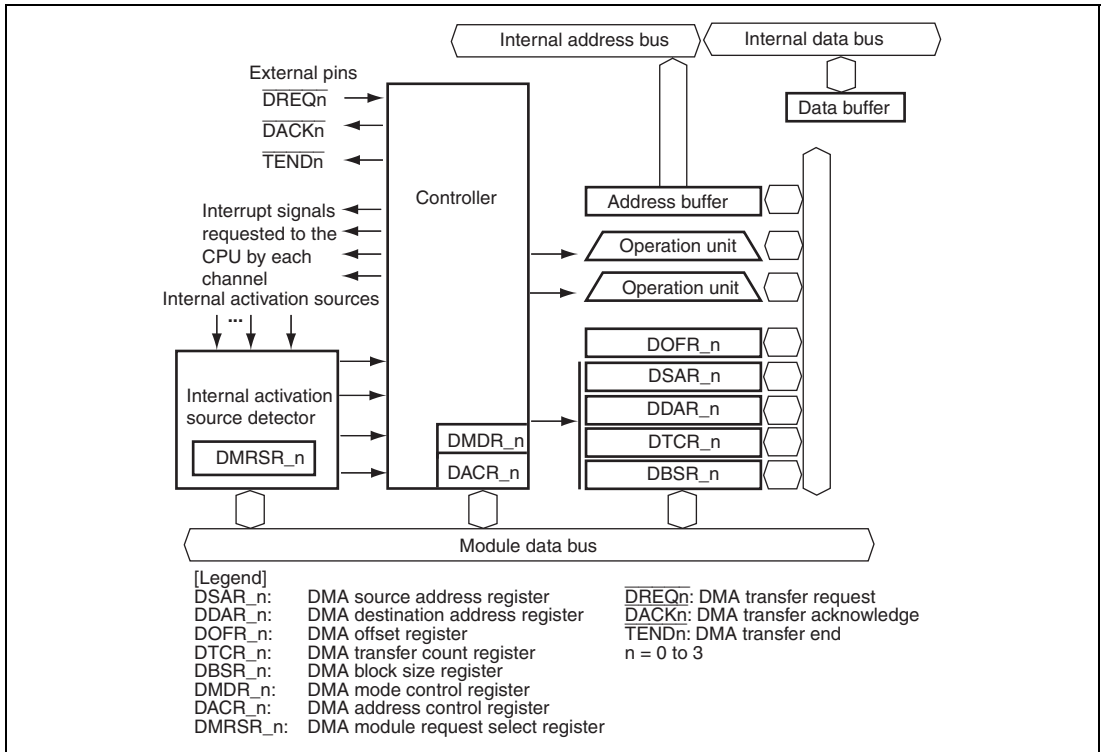 Internal address bus
Internal data bus
External pins
DREQn
DACKn
TENDn
Data buffer
Controller
Address buffer
Interrupt signals
requested to the
CPU by each
channel
Operation unit
Operation unit
Internal activation sources
...
DOFR_n
DSAR_n
DDAR_n
DTCR_n
DBSR_n
Internal activation
source detector
DMRSR_n
DMDR_n
DACR_n
Module data bus
[Legend]
DSAR_n: DMA source address register
DDAR_n: DMA destination address register
DOFR_n: DMA offset register
DTCR_n: DMA transfer count register
DBSR_n: DMA block size register
DMDR_n: DMA mode control register
DACR_n: DMA address control register
DMRSR_n: DMA module request select register
DREQn: DMA transfer request
DACKn: DMA transfer acknowledge
TENDn: DMA transfer end
n = 0 to 3